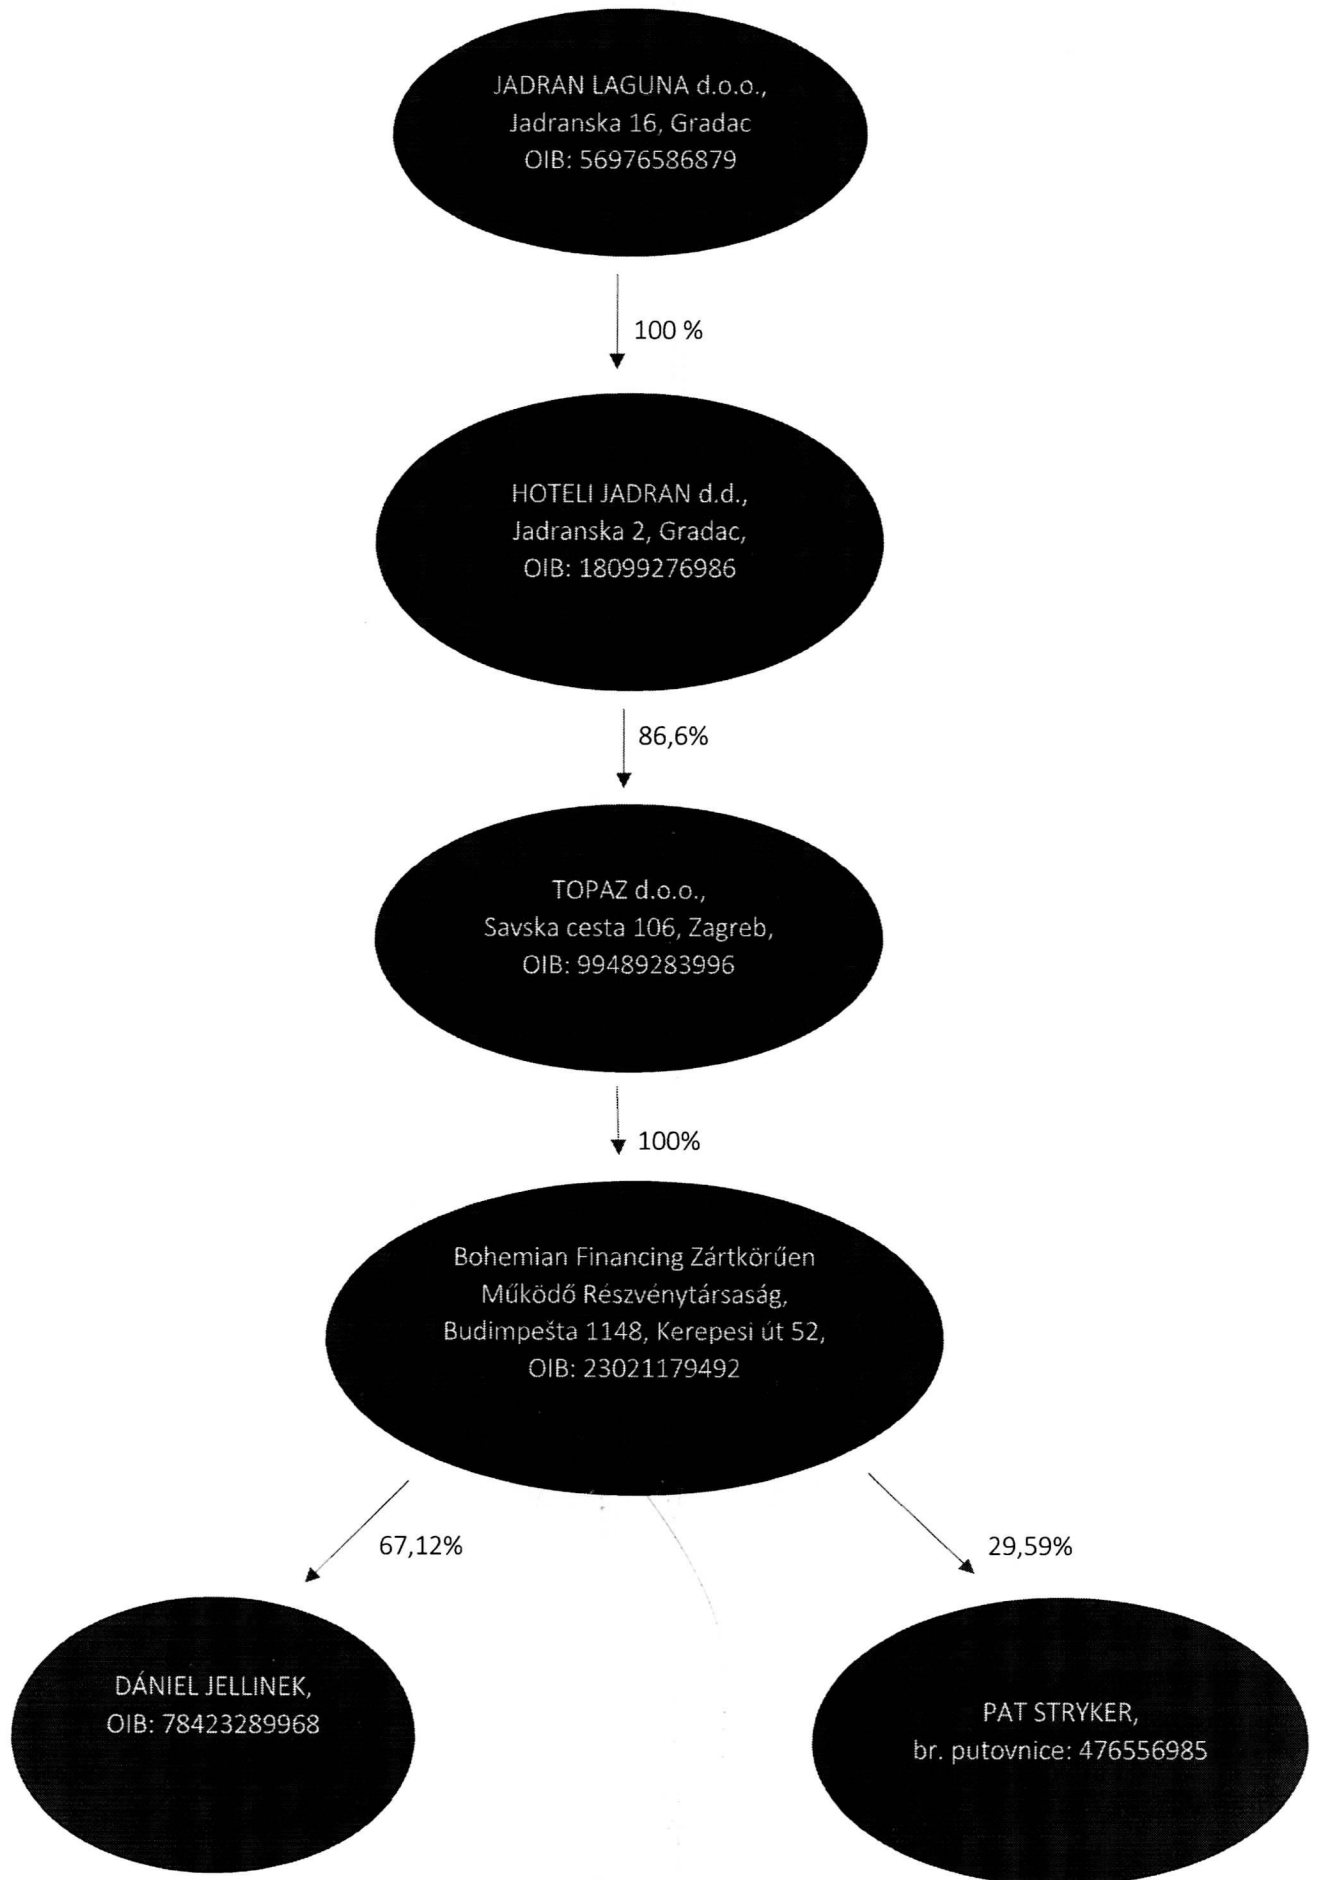 JADRAN LAGUNA d.o.o.,
Jadranska 16, Gradac
OIB: 56976586879
100 %
HOTELI JADRAN d.d.,
Jadranska 2, Gradac,
OIB: 18099276986
86,6%
TOPAZ d.o.o.,
Savska cesta 106, Zagreb,
OIB: 99489283996
100%
Bohemian Financing Zártkörűen
Működő Részvénytársaság,
Budimpešta 1148, Kerepesi út 52,
OIB: 23021179492
67,12%
29,59%
DÁNIEL JELLINEK,
OIB: 78423289968
PAT STRYKER,
br. putovnice: 476556985